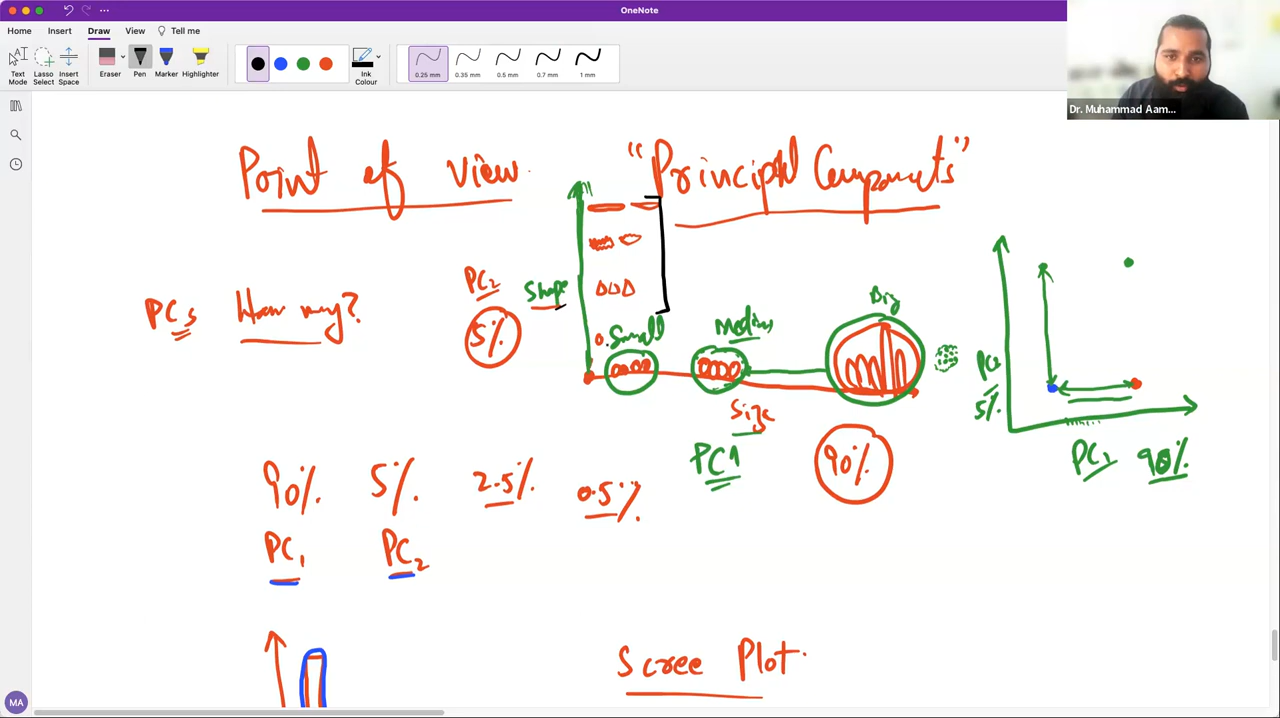 OneNote
Home Insert Draw View Tell me
Text Mode
Lasso Select
Insert Space
Eraser
Pen
Marker
Highlighter
Ink Colour
0.25 mm
0.35 mm
0.5 mm
0.7 mm
1 mm
Dr. Muhammad Aam...
Point of view "Principal Components"
PCs How many?
PC2
5%
Shape
Small
Medium
Big
Size
PC1
90%
PC2
5%
PC1 90%
90% 5% 2.5% 0.5%
PC1 PC2
Scree Plot
MA